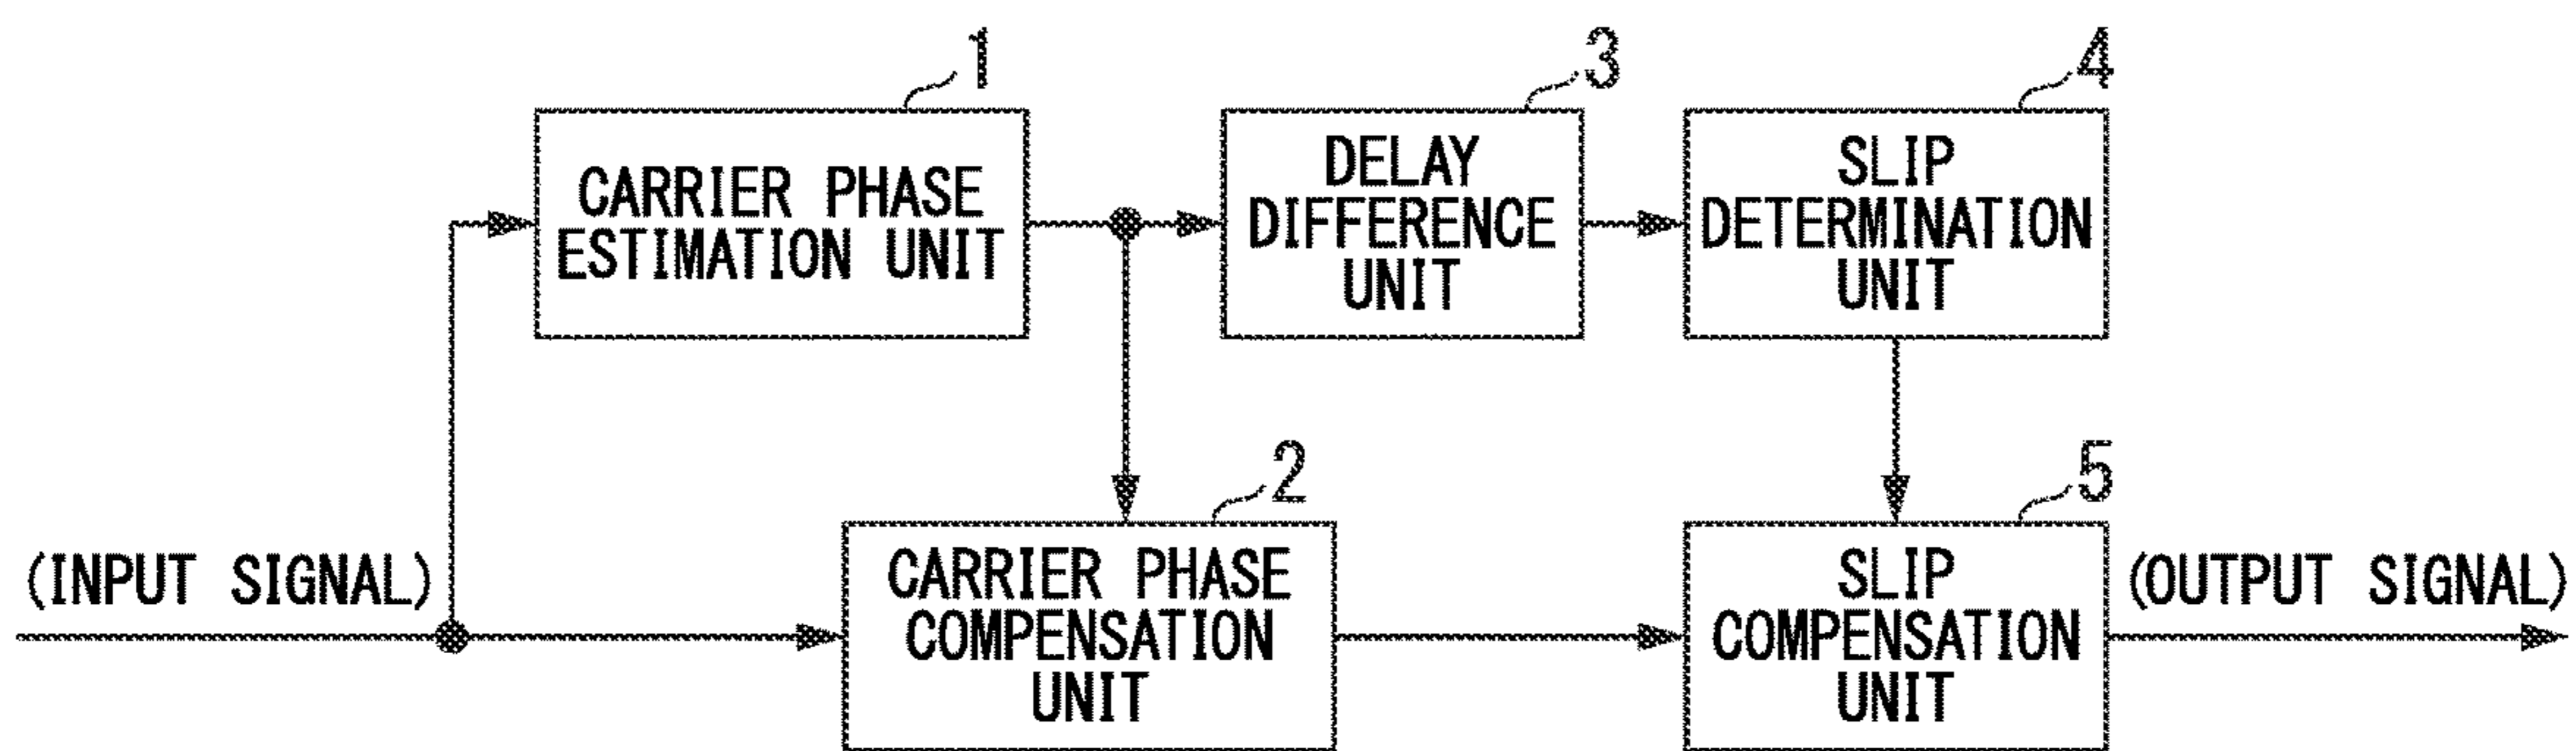 1
3
4
CARRIER PHASE
ESTIMATION UNIT
DELAY
DIFFERENCE
UNIT
SLIP
DETERMINATION
UNIT
2
5
(INPUT SIGNAL)
CARRIER PHASE
COMPENSATION
UNIT
SLIP
COMPENSATION
UNIT
(OUTPUT SIGNAL)